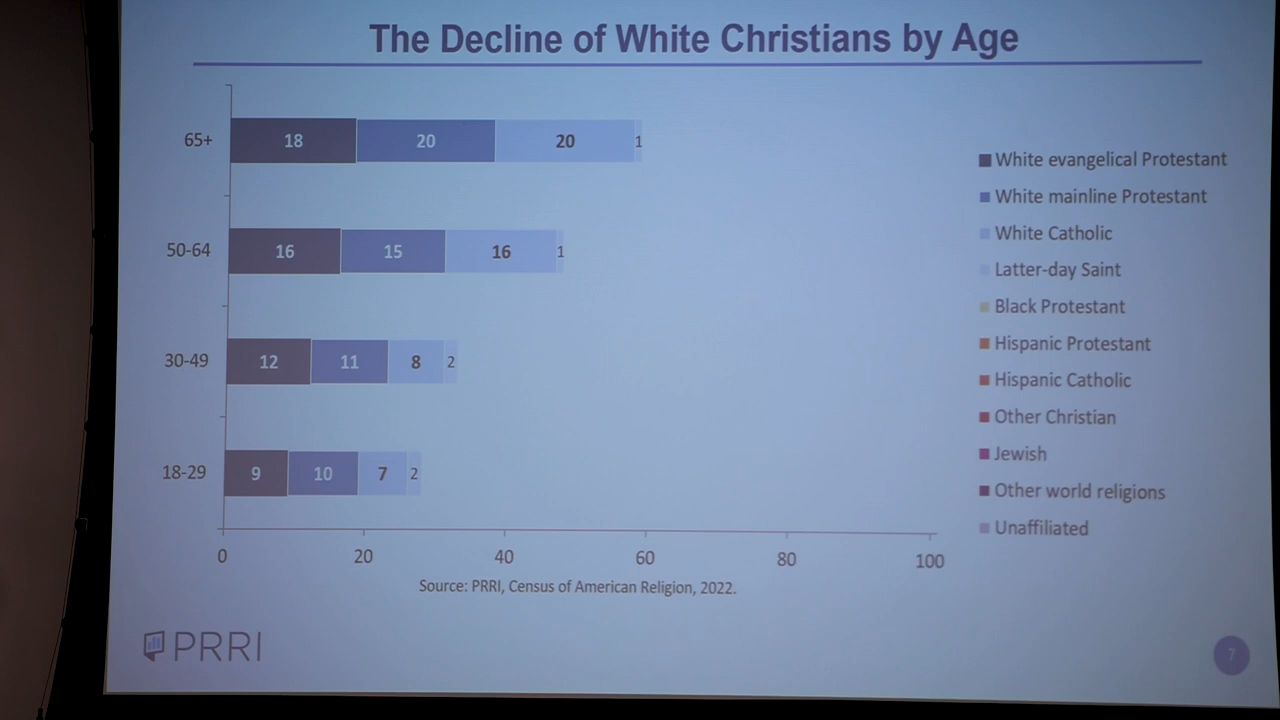 The Decline of White Christians by Age
65+ 18 20 20 1
50-64 16 15 16 1
30-49 12 11 8 2
18-29 9 10 7 2
0 20 40 60 80 100
White evangelical Protestant
White mainline Protestant
White Catholic
Latter-day Saint
Black Protestant
Hispanic Protestant
Hispanic Catholic
Other Christian
Jewish
Other world religions
Unaffiliated
Source: PRRI, Census of American Religion, 2022.
PRRI
7